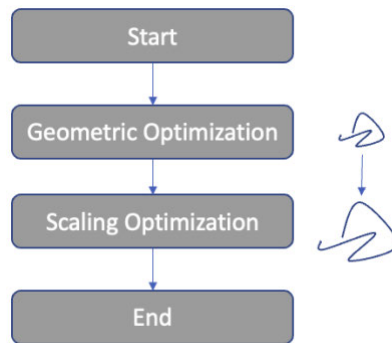 Start
Geometric Optimization
Scaling Optimization
End